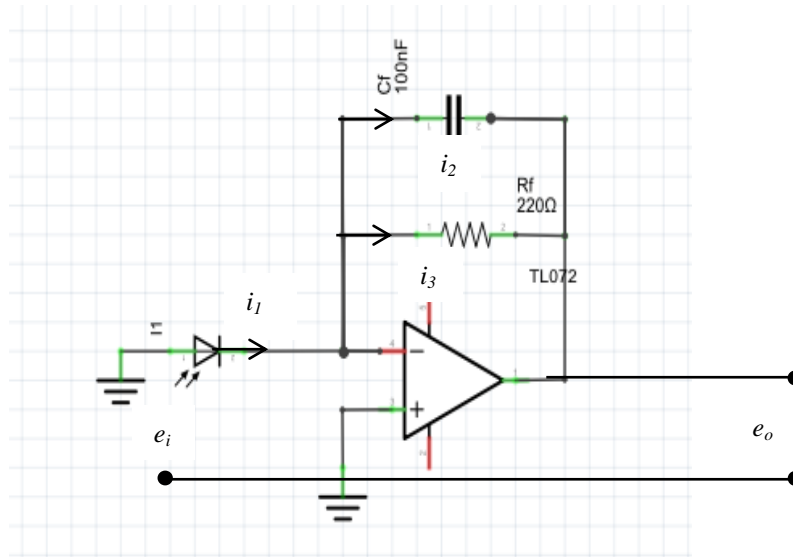 Cf
100nF
i2
Rf
220Ω
i3
TL072
i1
I1
ei
eo